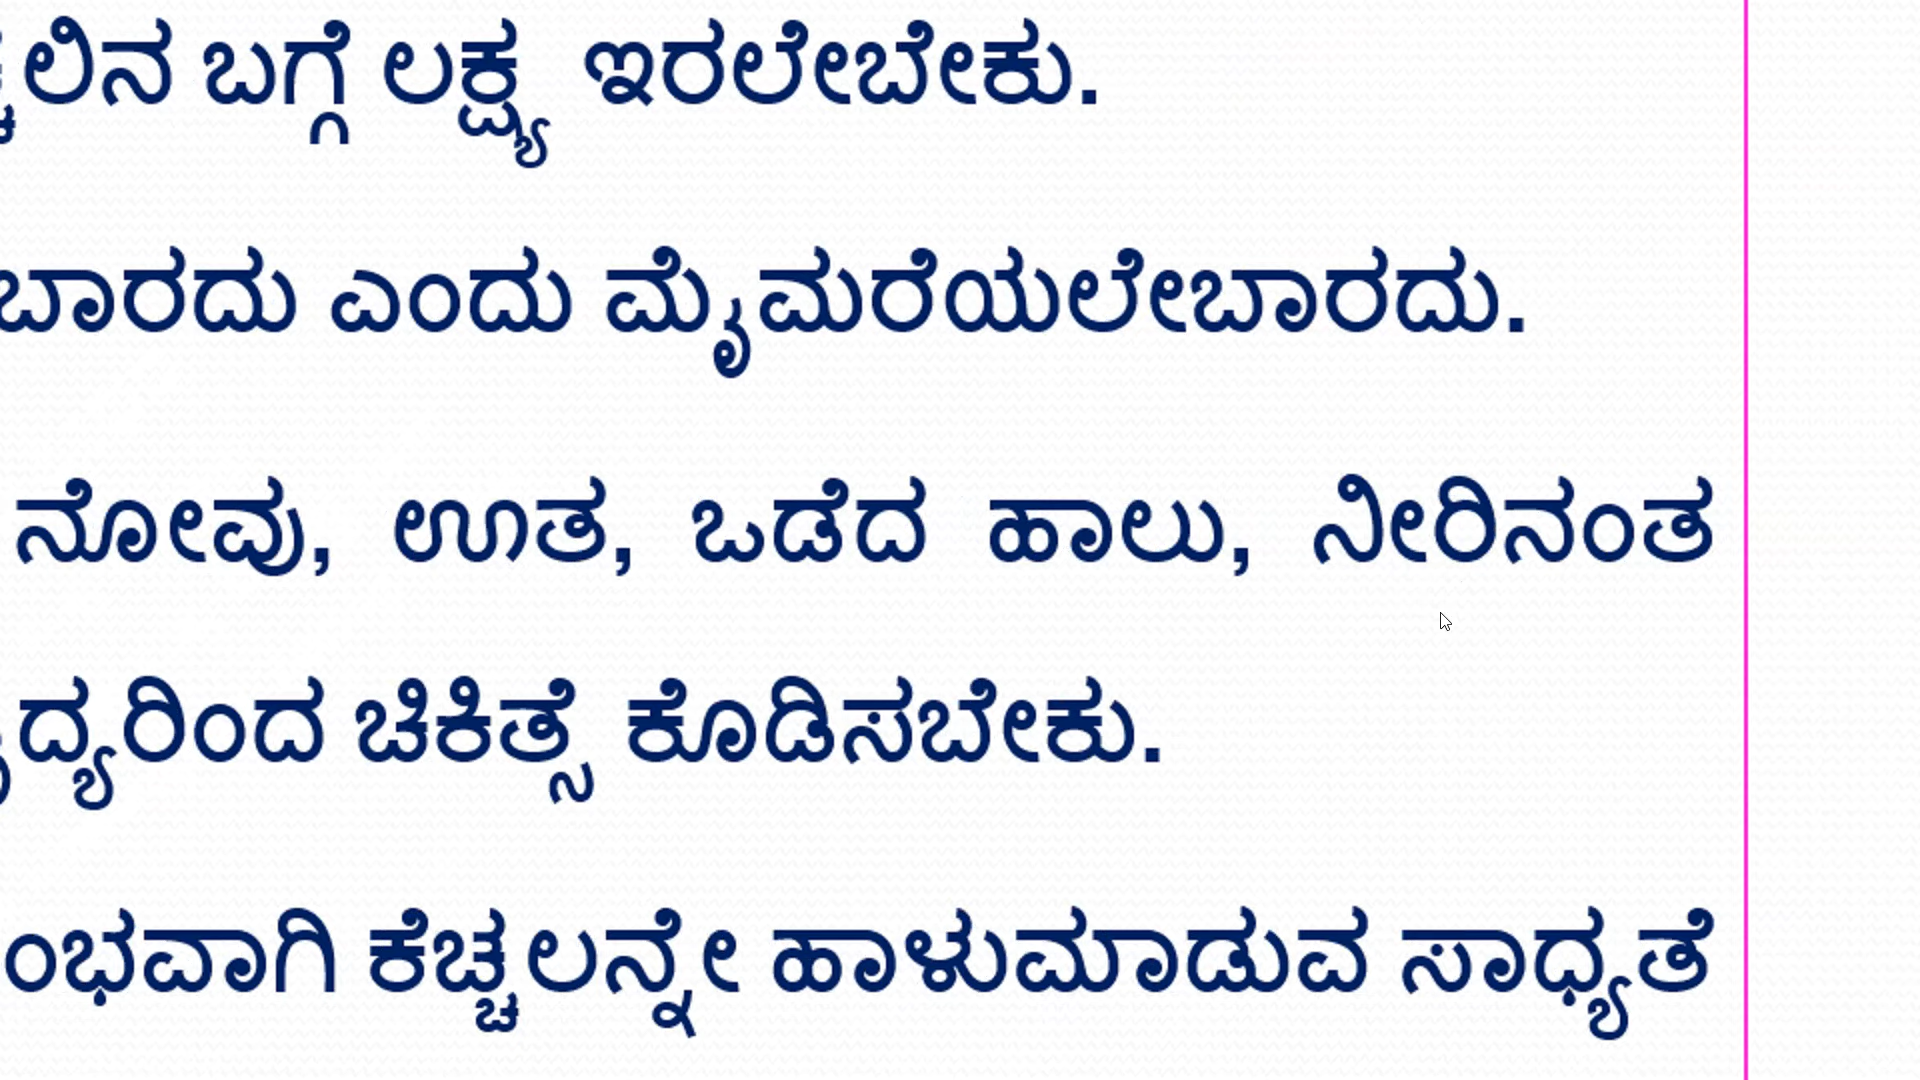 ಲಿನ ಬಗ್ಗೆ ಲಕ್ಷ್ಯ ಇರಲೇಬೇಕು.
ಬಾರದು ಎಂದು ಮೈಮರೆಯಲೇಬಾರದು.
ನೋವು, ಊತ, ಒಡೆದ ಹಾಲು, ನೀರಿನಂತ
ದ್ಯರಿಂದ ಚಿಕಿತ್ಸೆ ಕೊಡಿಸಬೇಕು.
ಂಭವಾಗಿ ಕೆಚ್ಚಲನ್ನೇ ಹಾಳುಮಾಡುವ ಸಾಧ್ಯತೆ